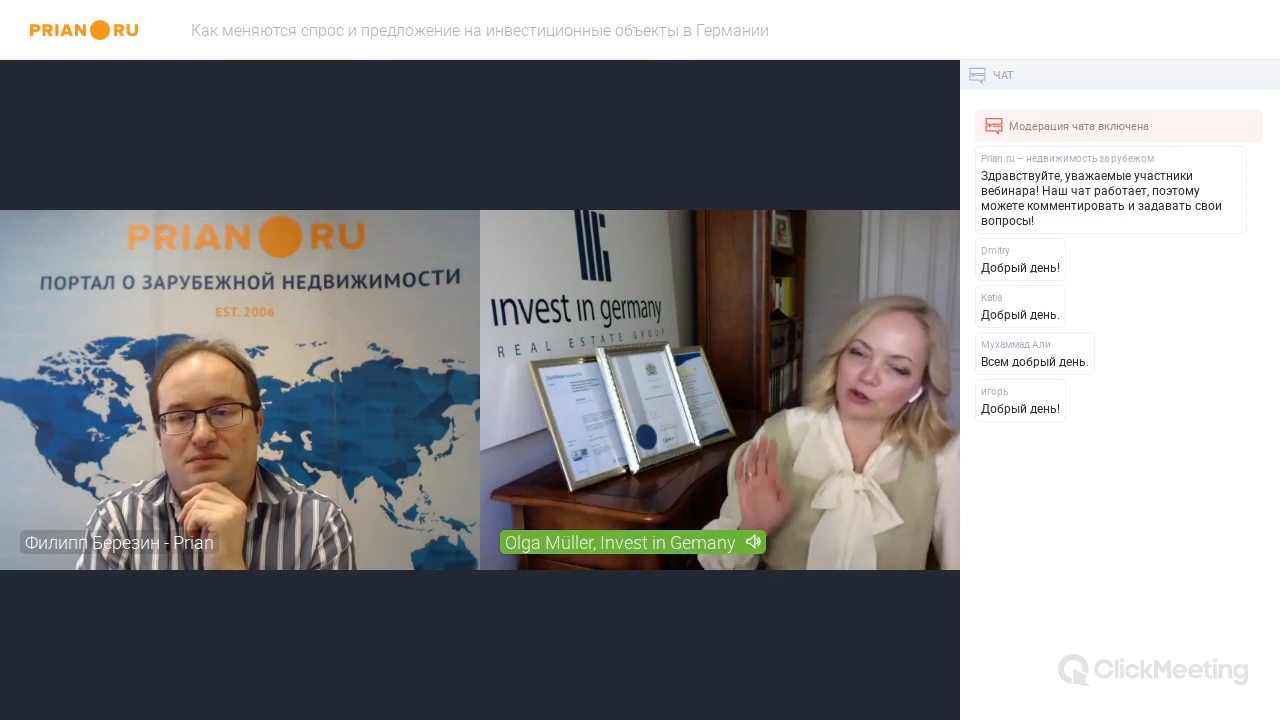 PRIAN RU
Как меняются спрос и предложение на инвестиционные объекты в Германии
ЧАТ
Модерация чата включена
Prian.ru – недвижимость за рубежом
Здравствуйте, уважаемые участники
вебинара! Наш чат работает, поэтому
можете комментировать и задавать свои
вопросы!
Dmitry
Добрый день!
Katia
Добрый день.
Мухаммад Али
Всем добрый день.
игорь
Добрый день!
PRIAN RU
ПОРТАЛ О ЗАРУБЕЖНОЙ НЕДВИЖИМОСТИ
EST. 2006
Филипп Березин - Prian
invest in germany
REAL ESTATE GROUP
Olga Müller, Invest in Gemany
ClickMeeting